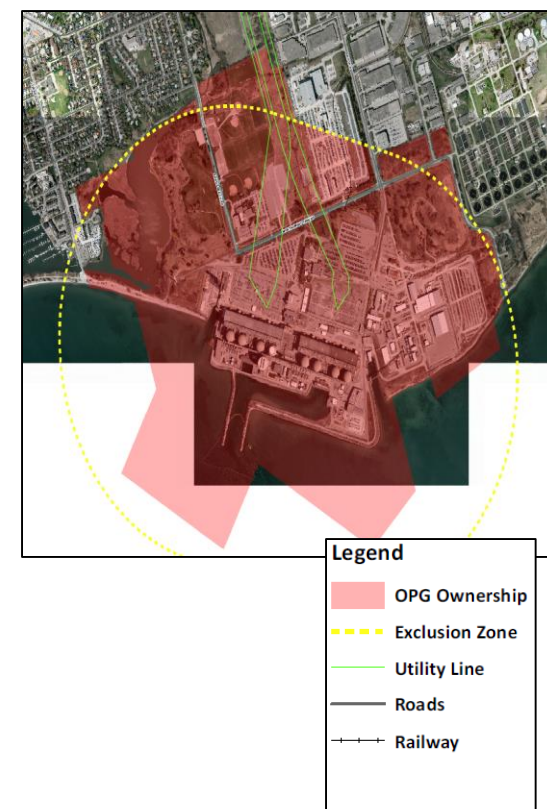 Legend
OPG Ownership
Exclusion Zone
Utility Line
Roads
Railway